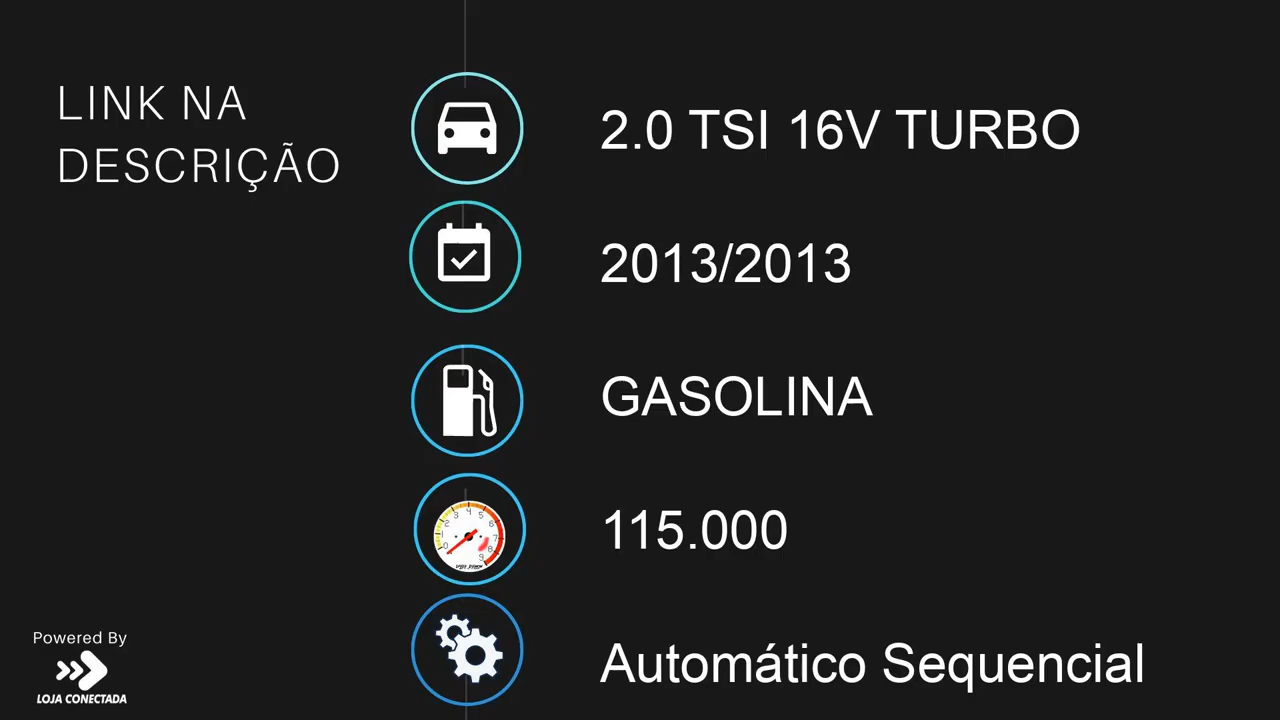 LINK NA
DESCRIÇÃO
2.0 TSI 16V TURBO
2013/2013
GASOLINA
115.000
Automático Sequencial
Powered By
LOJA CONECTADA